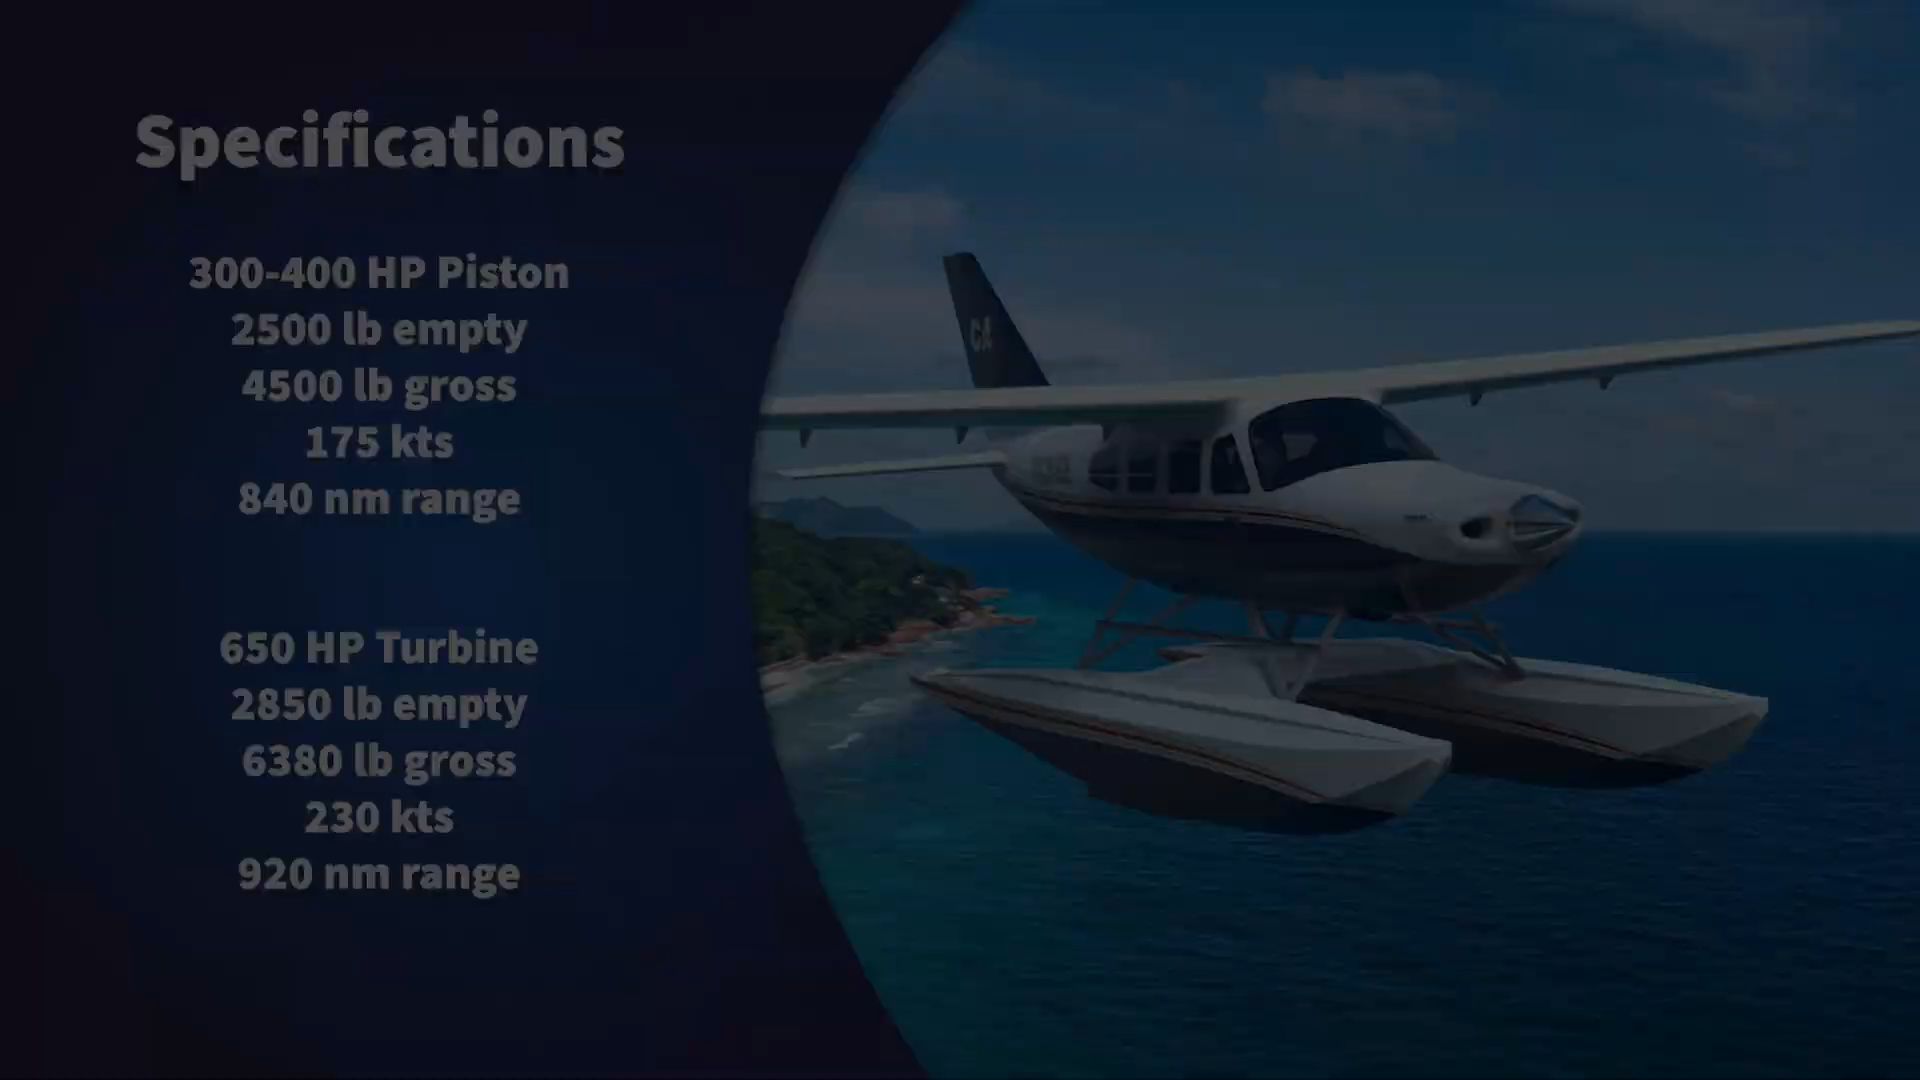 Specifications
300-400 HP Piston
2500 lb empty
4500 lb gross
175 kts
840 nm range
650 HP Turbine
2850 lb empty
6380 lb gross
230 kts
920 nm range